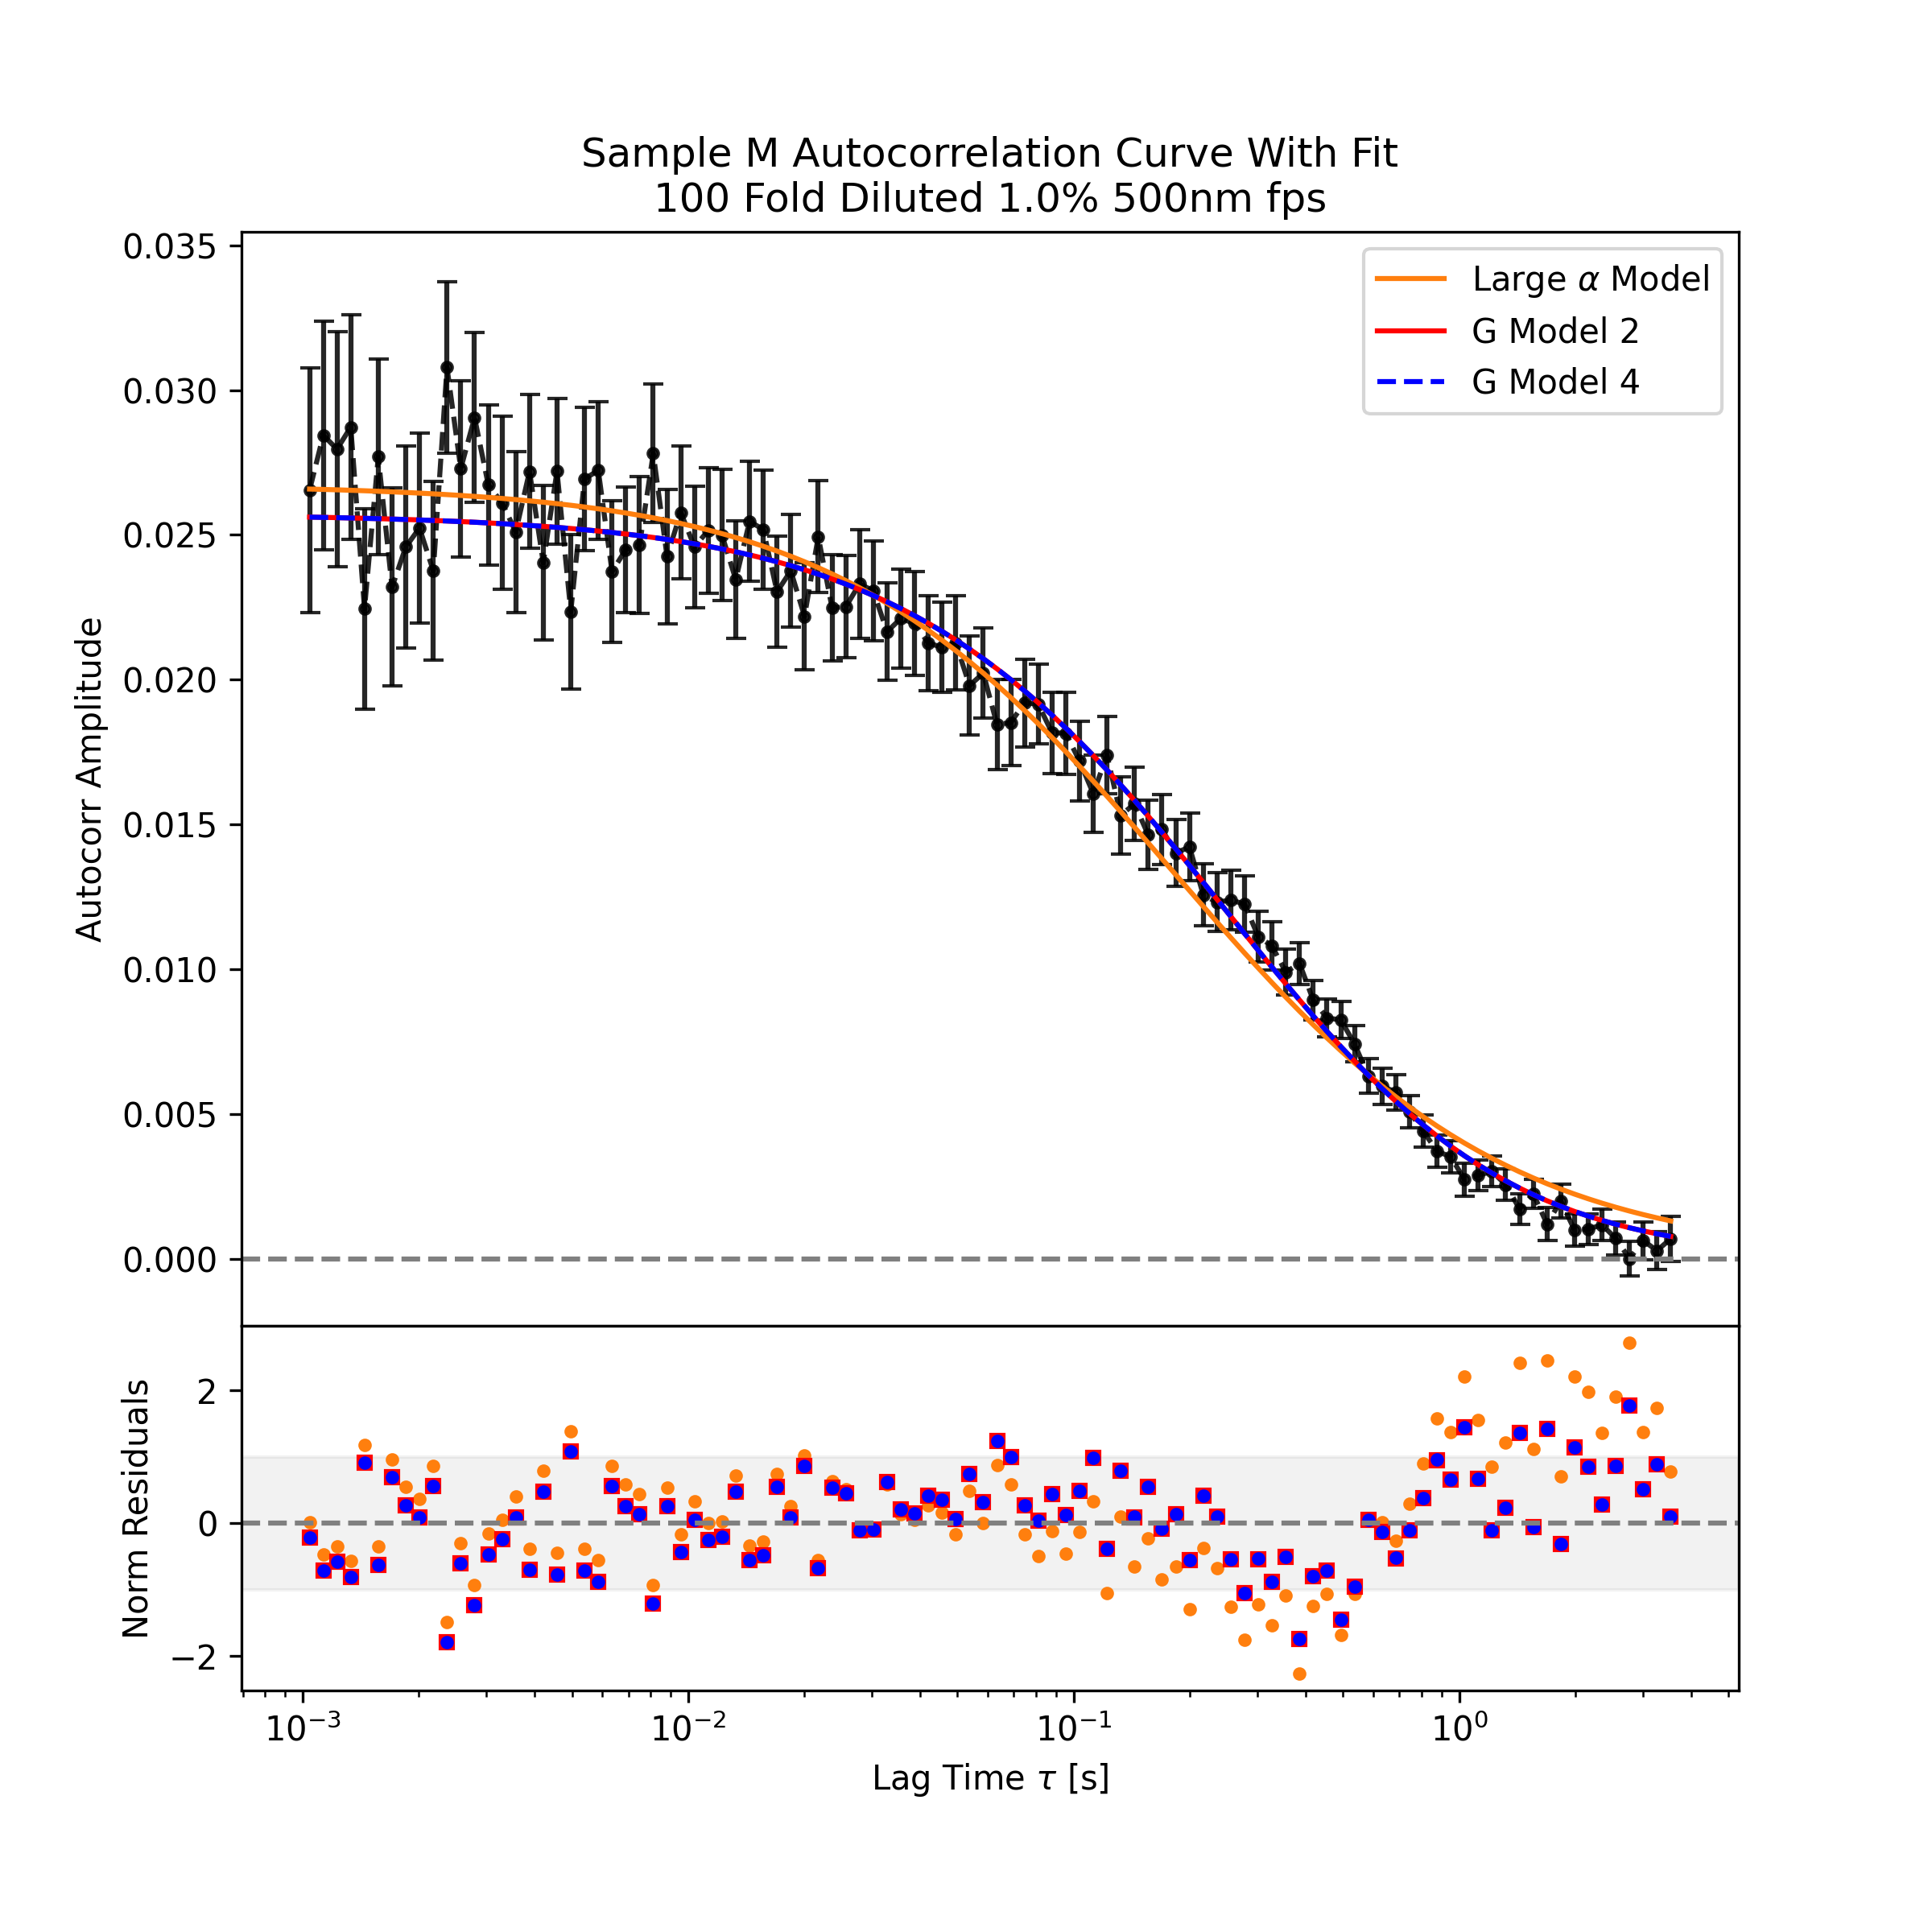 Sample M Autocorrelation Curve With Fit
100 Fold Diluted 1.0% 500nm fps
Autocorr Amplitude
0.035
0.030
0.025
0.020
0.015
0.010
0.005
0.000
Large α Model
G Model 2
G Model 4
Norm Residuals
2
0
−2
10⁻³ 10⁻² 10⁻¹ 10⁰
Lag Time τ [s]